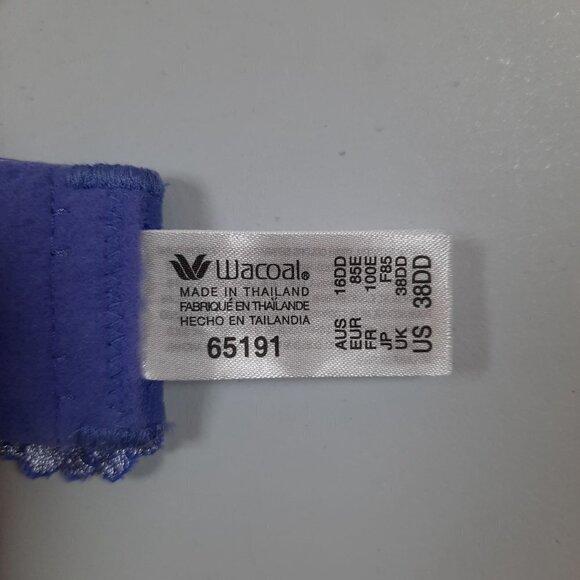 Wacoal®
MADE IN THAILAND
FABRIQUÉ EN THAÏLANDE
HECHO EN TAILANDIA
65191
AUS 16DD
EUR 85E
FR 100E
JP F85
UK 38DD
US 38DD